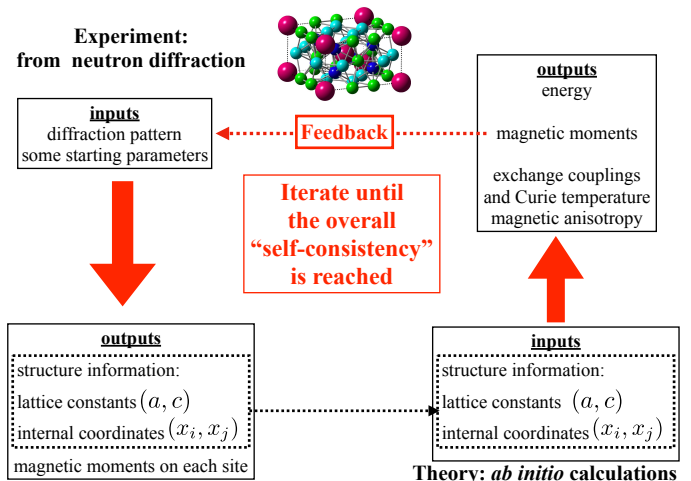 Experiment:
from neutron diffraction
inputs
diffraction pattern
some starting parameters
Feedback
outputs
energy
magnetic moments
exchange couplings
and Curie temperature
magnetic anisotropy
Iterate until
the overall
“self-consistency”
is reached
outputs
structure information:
lattice constants (a, c)
internal coordinates (x_i, x_j)
magnetic moments on each site
inputs
structure information:
lattice constants (a, c)
internal coordinates (x_i, x_j)
Theory: ab initio calculations